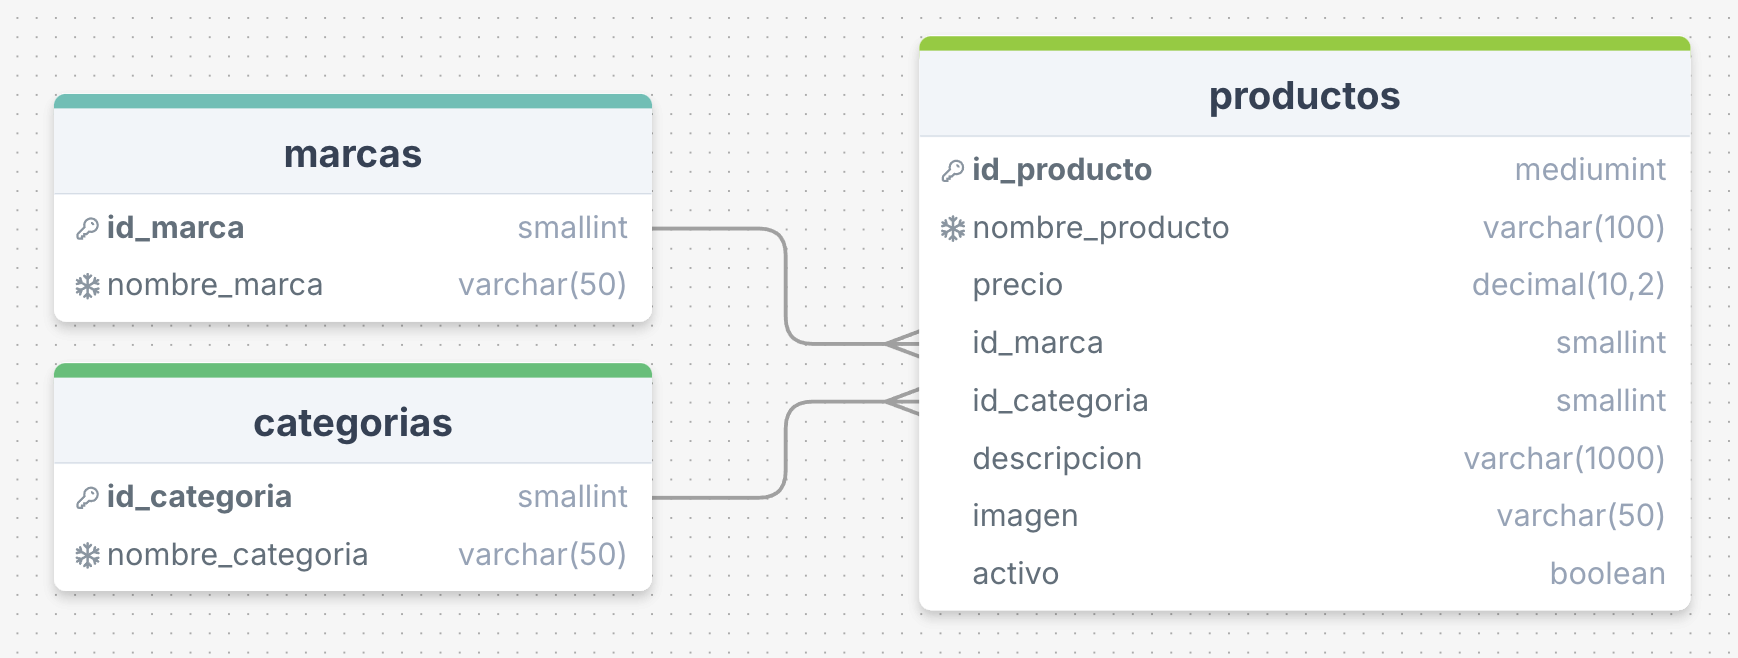 marcas
id_marca smallint
nombre_marca varchar(50)
categorias
id_categoria smallint
nombre_categoria varchar(50)
productos
id_producto mediumint
nombre_producto varchar(100)
precio decimal(10,2)
id_marca smallint
id_categoria smallint
descripcion varchar(1000)
imagen varchar(50)
activo boolean